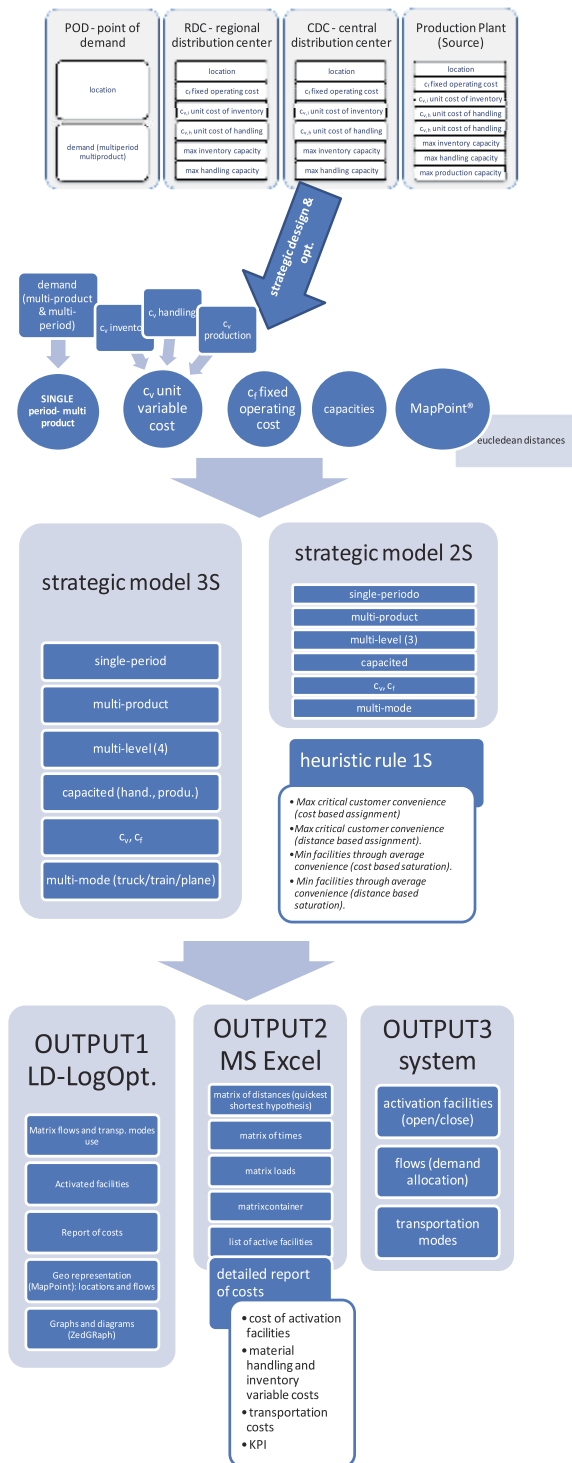 POD - point of
demand
location
demand (multiperiod
multiproduct)
RDC - regional
distribution center
location
cf fixed operating cost
cv,i unit cost of inventory
cv,h unit cost of handling
max inventory capacity
max handling capacity
CDC - central
distribution center
location
cf fixed operating cost
cv,i unit cost of inventory
cv,h unit cost of handling
max inventory capacity
max handling capacity
Production Plant
(Source)
location
cf fixed operating cost
cv,i unit cost of inventory
cv,h unit cost of handling
cv,h unit cost of handling
max inventory capacity
max handling capacity
max production capacity
strategic dessign &
opt.
demand
(multi-product
& multi-
period)
cv invento
cv handling
cv
production
SINGLE
period- multi
product
cv unit
variable
cost
cf fixed
operating
cost
capacities
MapPoint®
eucledean distances
strategic model 3S
single-period
multi-product
multi-level (4)
capacited (hand., produ.)
cv, cf
multi-mode (truck/train/plane)
strategic model 2S
single-periodo
multi-product
multi-level (3)
capacited
cv, cf
multi-mode
heuristic rule 1S
• Max critical customer convenience
(cost based assignment)
• Max critical customer convenience
(distance based assignment).
• Min facilities through average
convenience (cost based saturation).
• Min facilities through average
convenience (distance based
saturation).
OUTPUT1
LD-LogOpt.
Matrix flows and transp. modes
use
Activated facilities
Report of costs
Geo representation
(MapPoint): locations and flows
Graphs and diagrams
(ZedGRaph)
OUTPUT2
MS Excel
matrix of distances (quickest
shortest hypothesis)
matrix of times
matrix loads
matrixcontainer
list of active facilities
detailed report
of costs
• cost of activation
facilities
• material
handling and
inventory
variable costs
• transportation
costs
• KPI
OUTPUT3
system
activation facilities
(open/close)
flows (demand
allocation)
transportation
modes